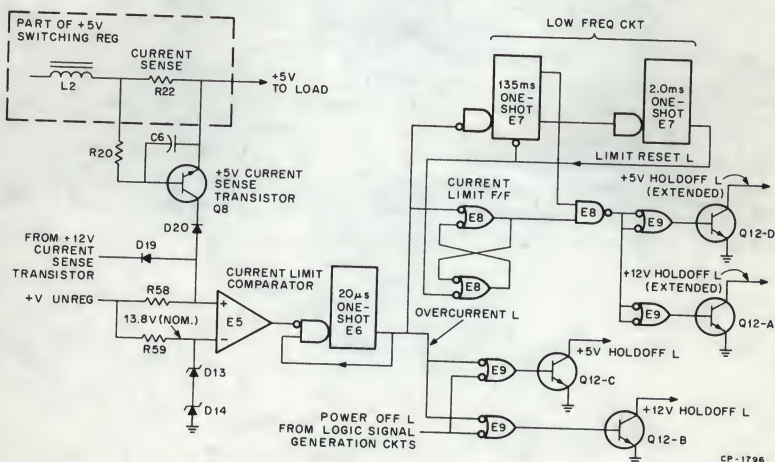 PART OF +5V
SWITCHING REG
CURRENT
SENSE
L2
R22
+5V
TO LOAD
C6
R20
+5V CURRENT
SENSE
TRANSISTOR
Q8
D20
FROM +12V
CURRENT
SENSE
TRANSISTOR
D19
+V UNREG
R58
13.8V (NOM.)
R59
D13
D14
CURRENT LIMIT
COMPARATOR
+
E5
-
20µs
ONE-
SHOT
E6
OVERCURRENT L
POWER OFF L
FROM LOGIC SIGNAL
GENERATION CKTS
LOW FREQ CKT
135ms
ONE-
SHOT
E7
2.0ms
ONE-
SHOT
E7
LIMIT RESET L
CURRENT
LIMIT F/F
E8
E8
E8
+5V HOLDOFF L
(EXTENDED)
E9
Q12-D
+12V HOLDOFF L
(EXTENDED)
E9
Q12-A
E9
+5V HOLDOFF L
Q12-C
E9
+12V HOLDOFF L
Q12-B
CP-1796